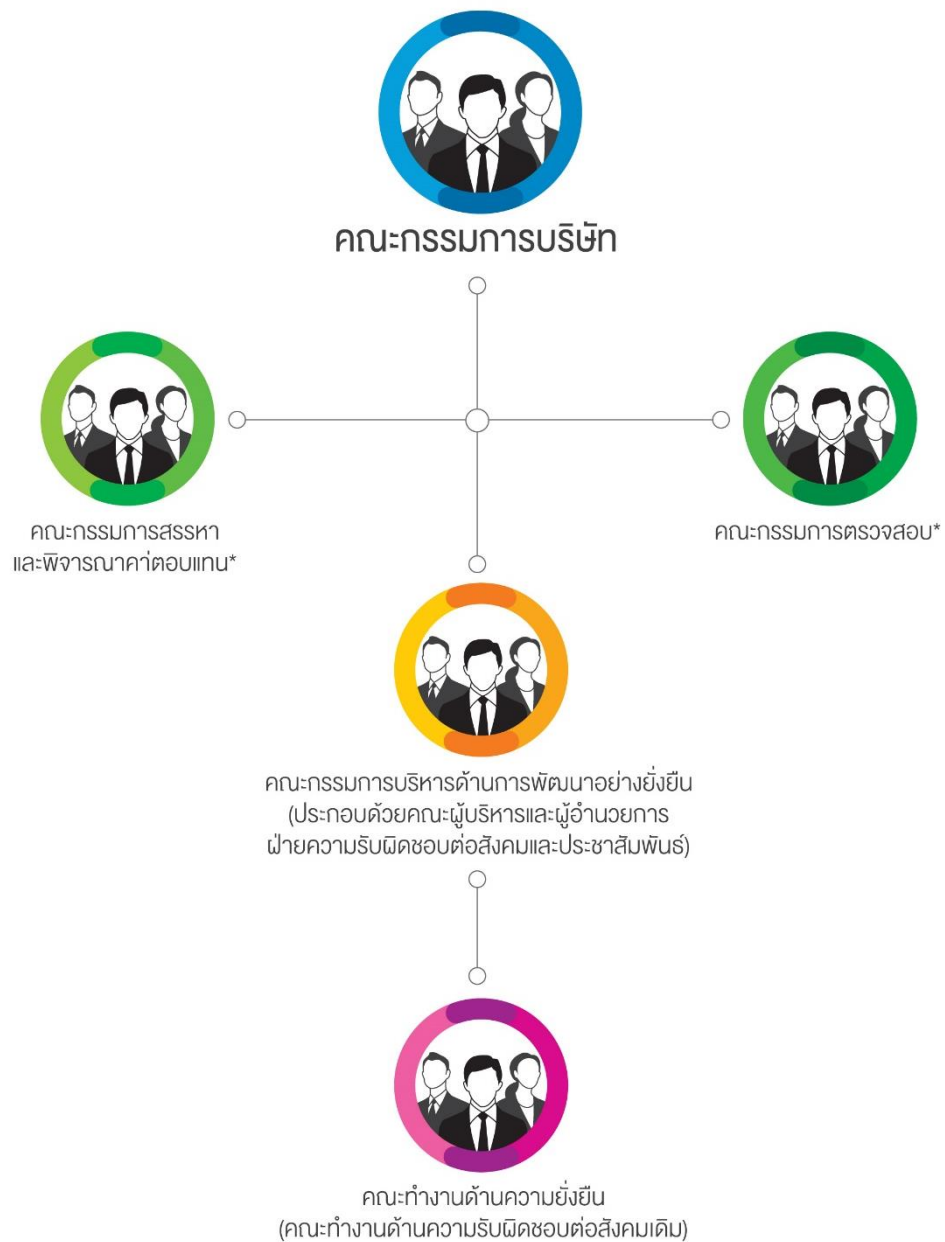 คณะกรรมการบริษัท
คณะกรรมการสรรหา
และพิจารณาค่าตอบแทน*
คณะกรรมการตรวจสอบ*
คณะกรรมการบริหารด้านการพัฒนาอย่างยั่งยืน
(ประกอบด้วยคณะผู้บริหารและผู้อำนวยการ
ฝ่ายความรับผิดชอบต่อสังคมและประชาสัมพันธ์)
คณะทำงานด้านความยั่งยืน
(คณะทำงานด้านความรับผิดชอบต่อสังคมเดิม)